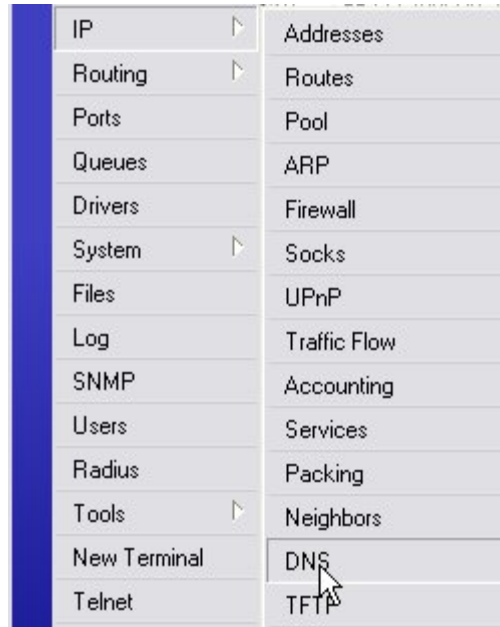 IP
Routing
Ports
Queues
Drivers
System
Files
Log
SNMP
Users
Radius
Tools
New Terminal
Telnet
Addresses
Routes
Pool
ARP
Firewall
Socks
UPnP
Traffic Flow
Accounting
Services
Packing
Neighbors
DNS
TFTP